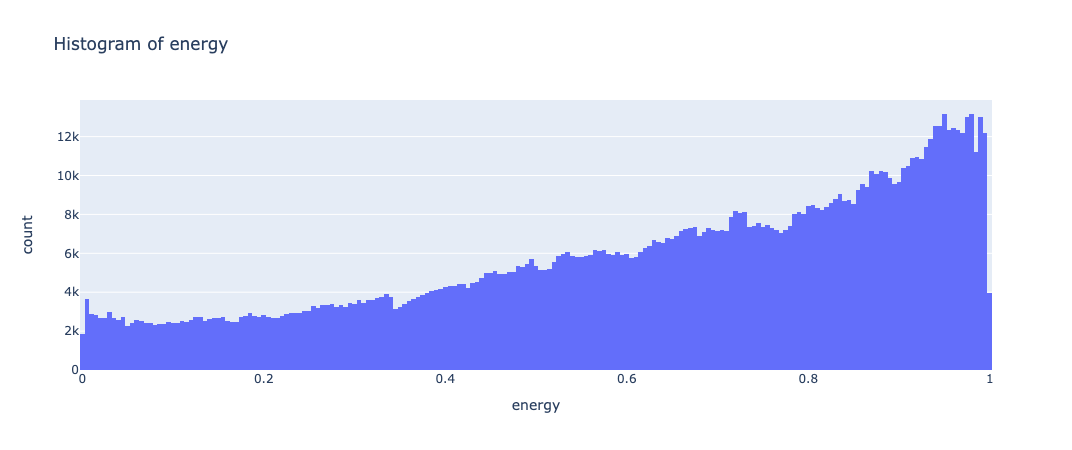 Histogram of energy
12k
10k
8k
6k
4k
2k
0
count
0 0.2 0.4 0.6 0.8 1
energy